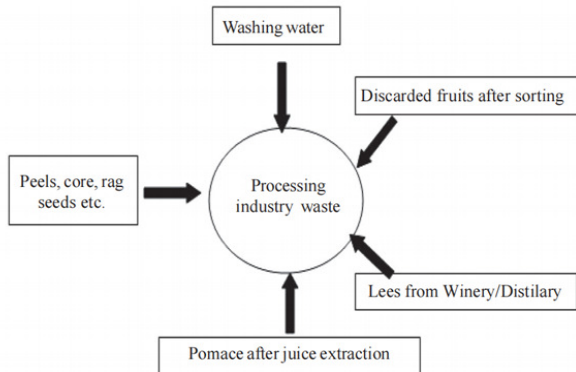 Washing water
Discarded fruits after sorting
Peels, core, rag
seeds etc.
Processing
industry waste
Lees from Winery/Distilary
Pomace after juice extraction